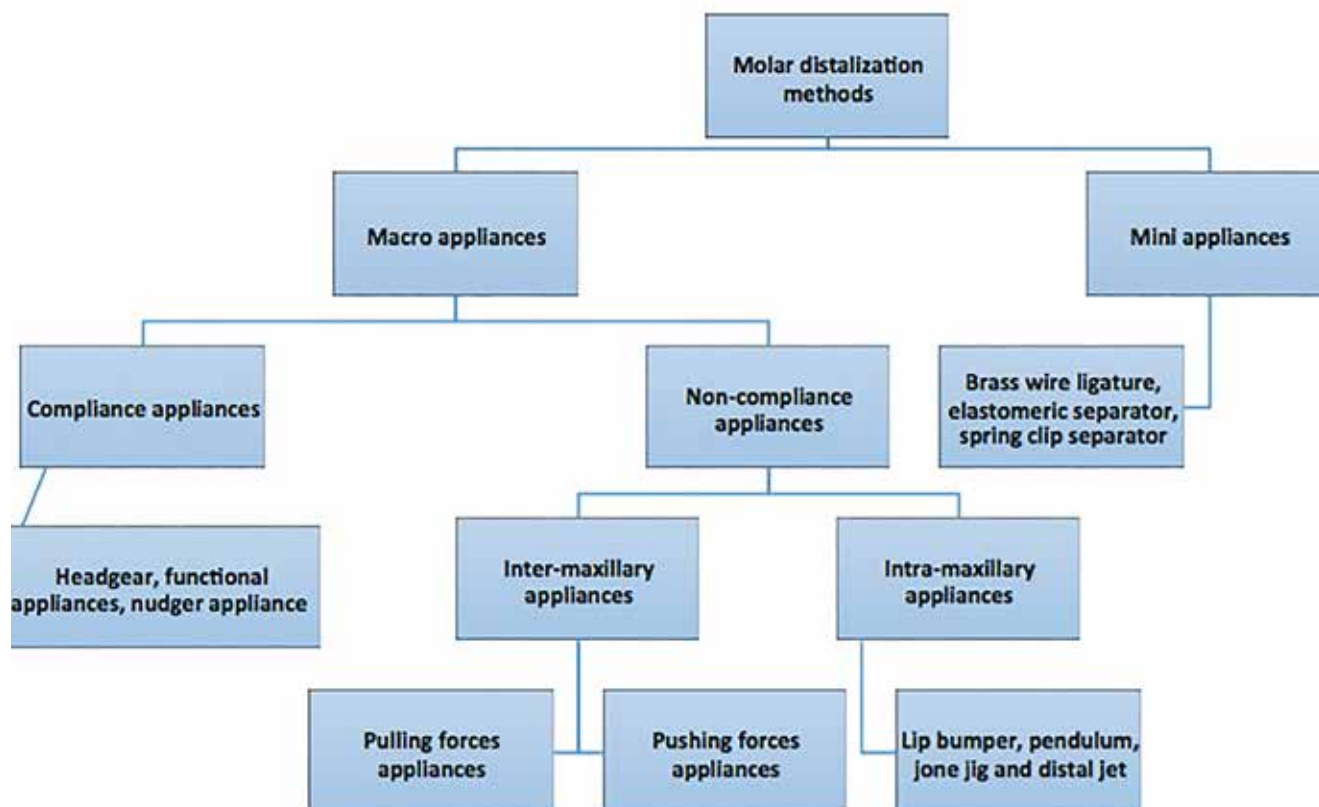 Molar distalization
methods
Macro appliances
Mini appliances
Compliance appliances
Non-compliance
appliances
Brass wire ligature,
elastomeric separator,
spring clip separator
Headgear, functional
appliances, nudger appliance
Inter-maxillary
appliances
Intra-maxillary
appliances
Pulling forces
appliances
Pushing forces
appliances
Lip bumper, pendulum,
jone jig and distal jet